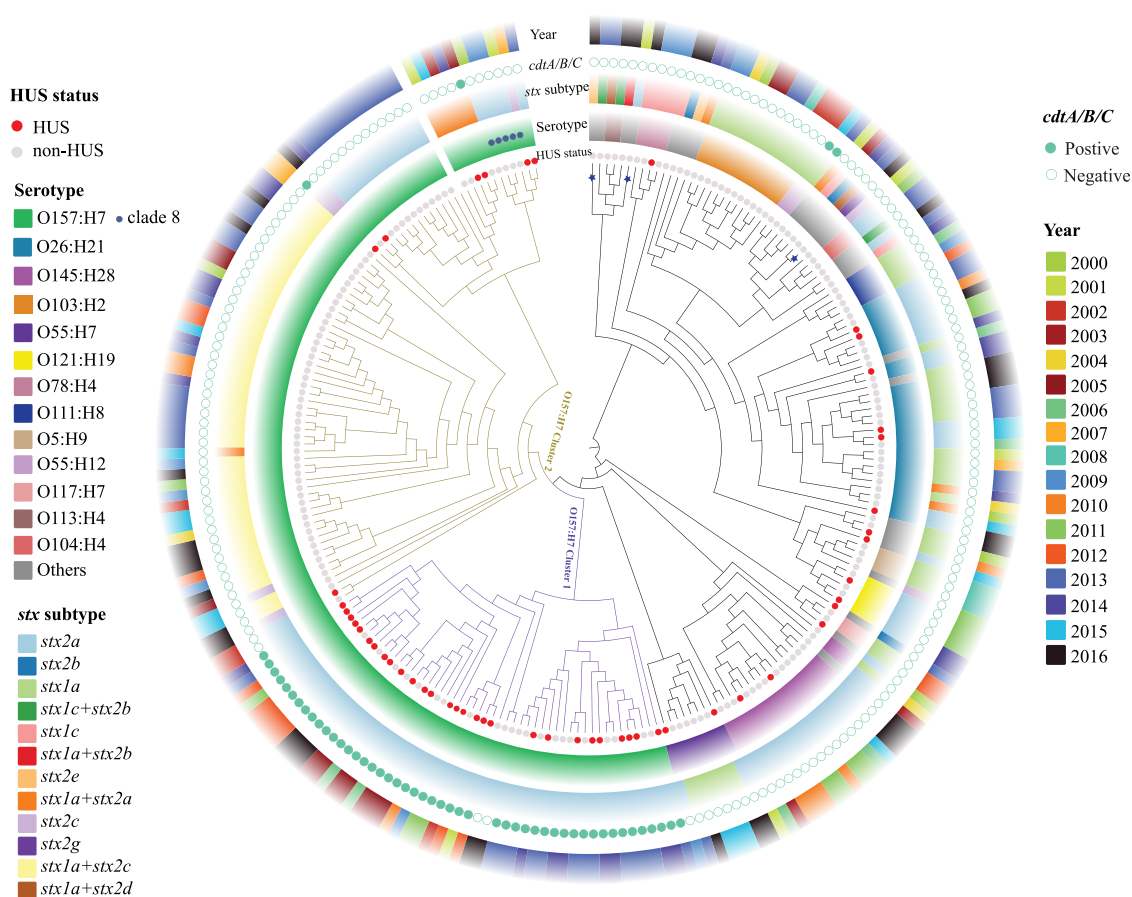 Year
cdtA/B/C
stx subtype
Serotype
HUS status
HUS status
HUS
non-HUS
Serotype
O157:H7
clade 8
O26:H21
O145:H28
O103:H2
O55:H7
O121:H19
O78:H4
O111:H8
O5:H9
O55:H12
O117:H7
O113:H4
O104:H4
Others
stx subtype
stx2a
stx2b
stx1a
stx1c+stx2b
stx1c
stx1a+stx2b
stx2e
stx1a+stx2a
stx2c
stx2g
stx1a+stx2c
stx1a+stx2d
O157:H7 Cluster 2
O157:H7 Cluster 1
cdtA/B/C
Postive
Negative
Year
2000
2001
2002
2003
2004
2005
2006
2007
2008
2009
2010
2011
2012
2013
2014
2015
2016